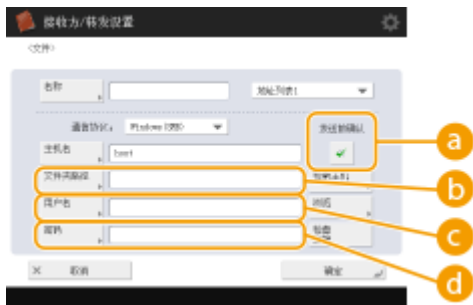 接收方/转发设置
<文件>
名称
地址列表1
通信协议: Windows (SMB)
发送前确认
主机名
host
a
文件夹路径
b
用户名
浏览
c
密码
d
× 取消
确定